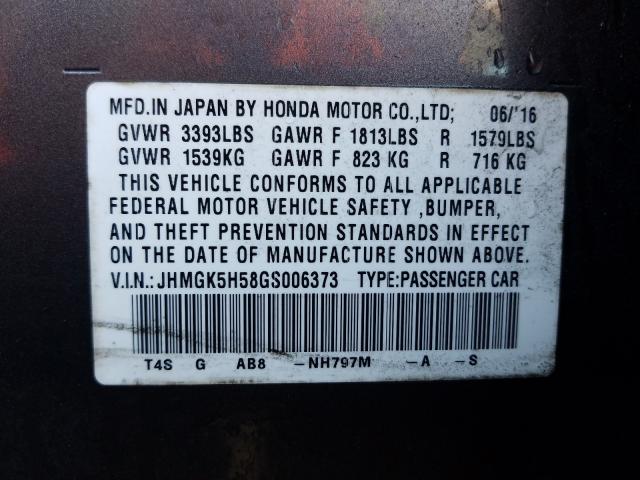 MFD.IN JAPAN BY HONDA MOTOR CO.,LTD; 06/'16
GVWR 3393LBS GAWR F 1813LBS R 1579LBS
GVWR 1539KG GAWR F 823 KG R 716 KG
THIS VEHICLE CONFORMS TO ALL APPLICABLE
FEDERAL MOTOR VEHICLE SAFETY ,BUMPER,
AND THEFT PREVENTION STANDARDS IN EFFECT
ON THE DATE OF MANUFACTURE SHOWN ABOVE.
V.I.N.:JHMGK5H58GS006373 TYPE:PASSENGER CAR
T4S G AB8 -NH797M -A -S